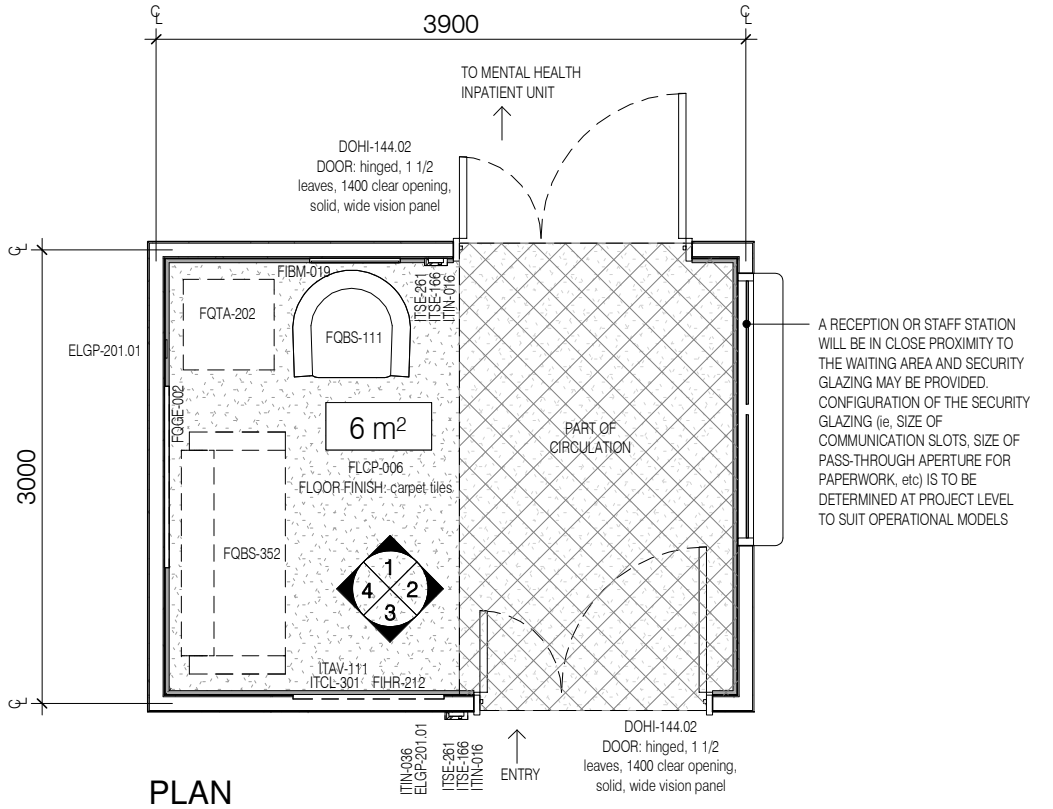 ℄
3900
℄
TO MENTAL HEALTH
INPATIENT UNIT
DOHI-144.02
DOOR: hinged, 1 1/2
leaves, 1400 clear opening,
solid, wide vision panel
℄
3000
℄
ELGP-201.01
FIBM-019
ITSE-261
ITSE-166
ITIN-016
FQTA-202
FQBS-111
FQGE-002
6 m²
FLCP-006
FLOOR FINISH: carpet tiles
PART OF
CIRCULATION
A RECEPTION OR STAFF STATION
WILL BE IN CLOSE PROXIMITY TO
THE WAITING AREA AND SECURITY
GLAZING MAY BE PROVIDED.
CONFIGURATION OF THE SECURITY
GLAZING (ie, SIZE OF
COMMUNICATION SLOTS, SIZE OF
PASS-THROUGH APERTURE FOR
PAPERWORK, etc) IS TO BE
DETERMINED AT PROJECT LEVEL
TO SUIT OPERATIONAL MODELS
FQBS-352
1
4 2
3
ITAV-111
ITCL-301 FIHR-212
ITIN-036
ELGP-201.01
ITSE-261
ITSE-166
ITIN-016
ENTRY
DOHI-144.02
DOOR: hinged, 1 1/2
leaves, 1400 clear opening,
solid, wide vision panel
PLAN